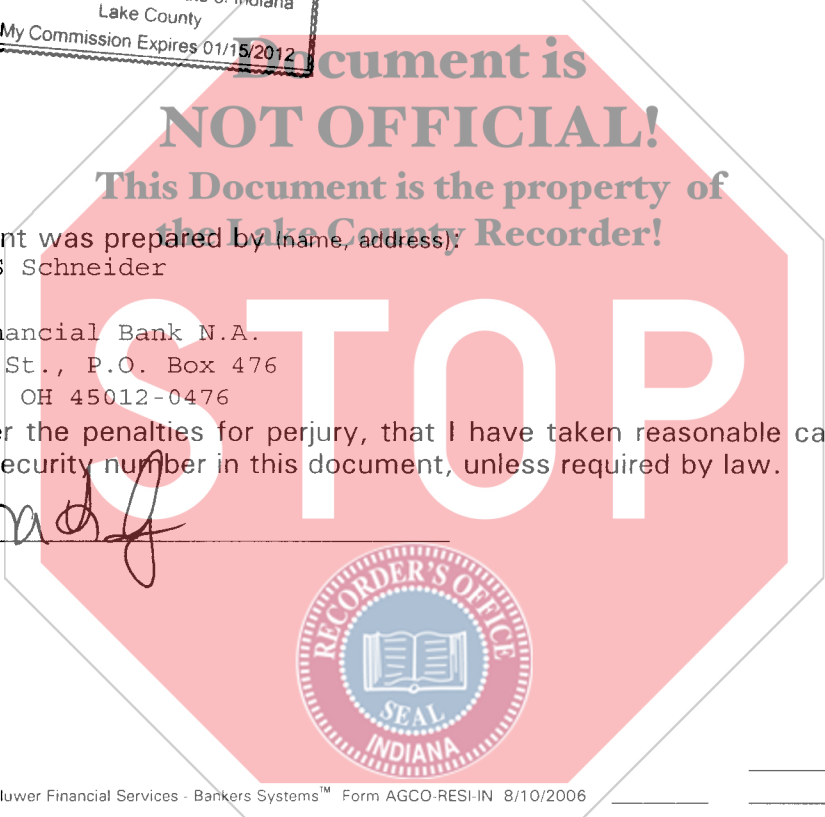 Indiana
Lake County
My Commission Expires 01/15/2012
Document is
NOT OFFICIAL!
This Document is the property of
the Lake County Recorder!
nt was prepared by (name, address):
S Schneider
nancial Bank N.A.
St., P.O. Box 476
OH 45012-0476
er the penalties for perjury, that I have taken reasonable ca
ecurity number in this document, unless required by law.
STOP
RECORDER'S OFFICE
SEAL
INDIANA
luwer Financial Services - Bankers Systems™ Form AGCO-RESI-IN 8/10/2006